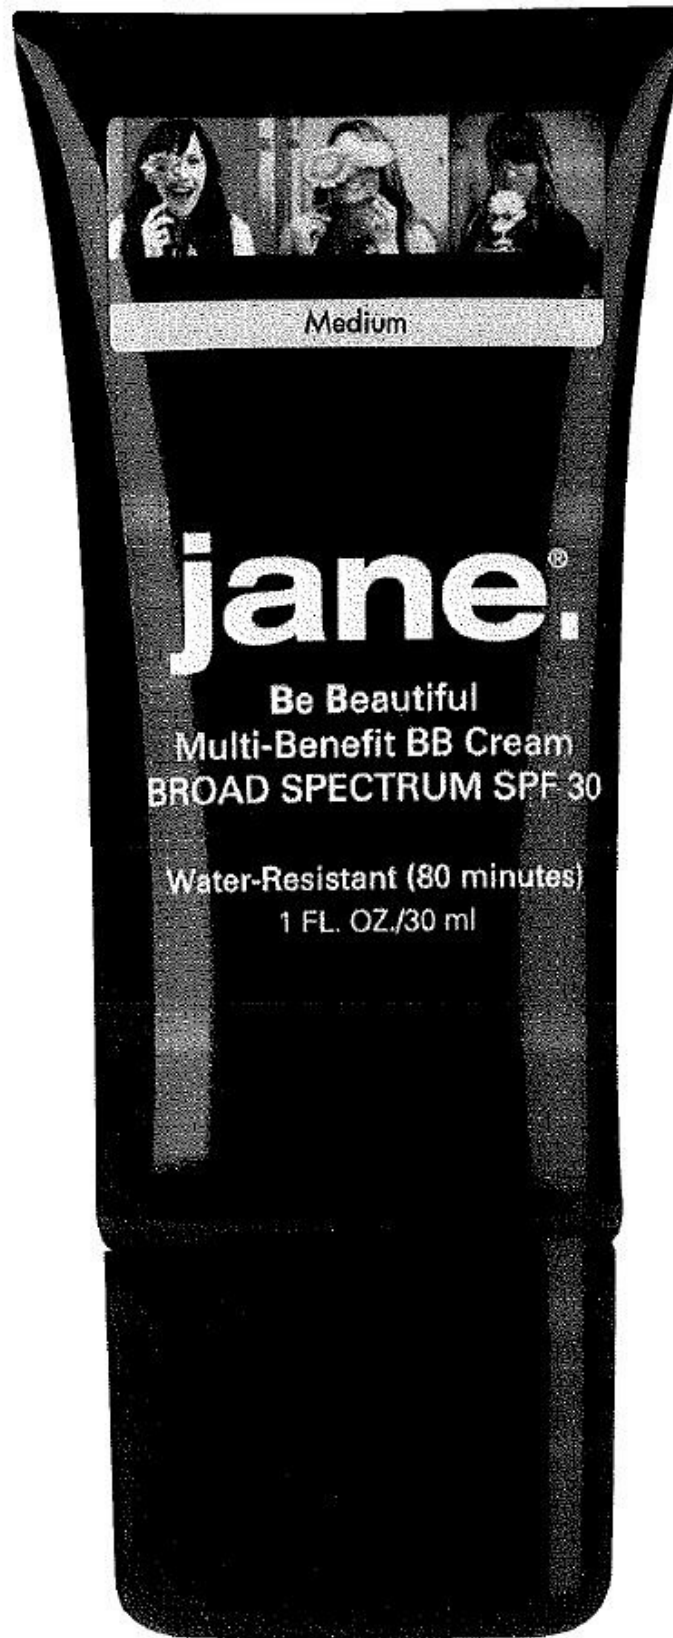 Medium
jane.®
Be Beautiful
Multi-Benefit BB Cream
BROAD SPECTRUM SPF 30
Water-Resistant (80 minutes)
1 FL. OZ./30 ml